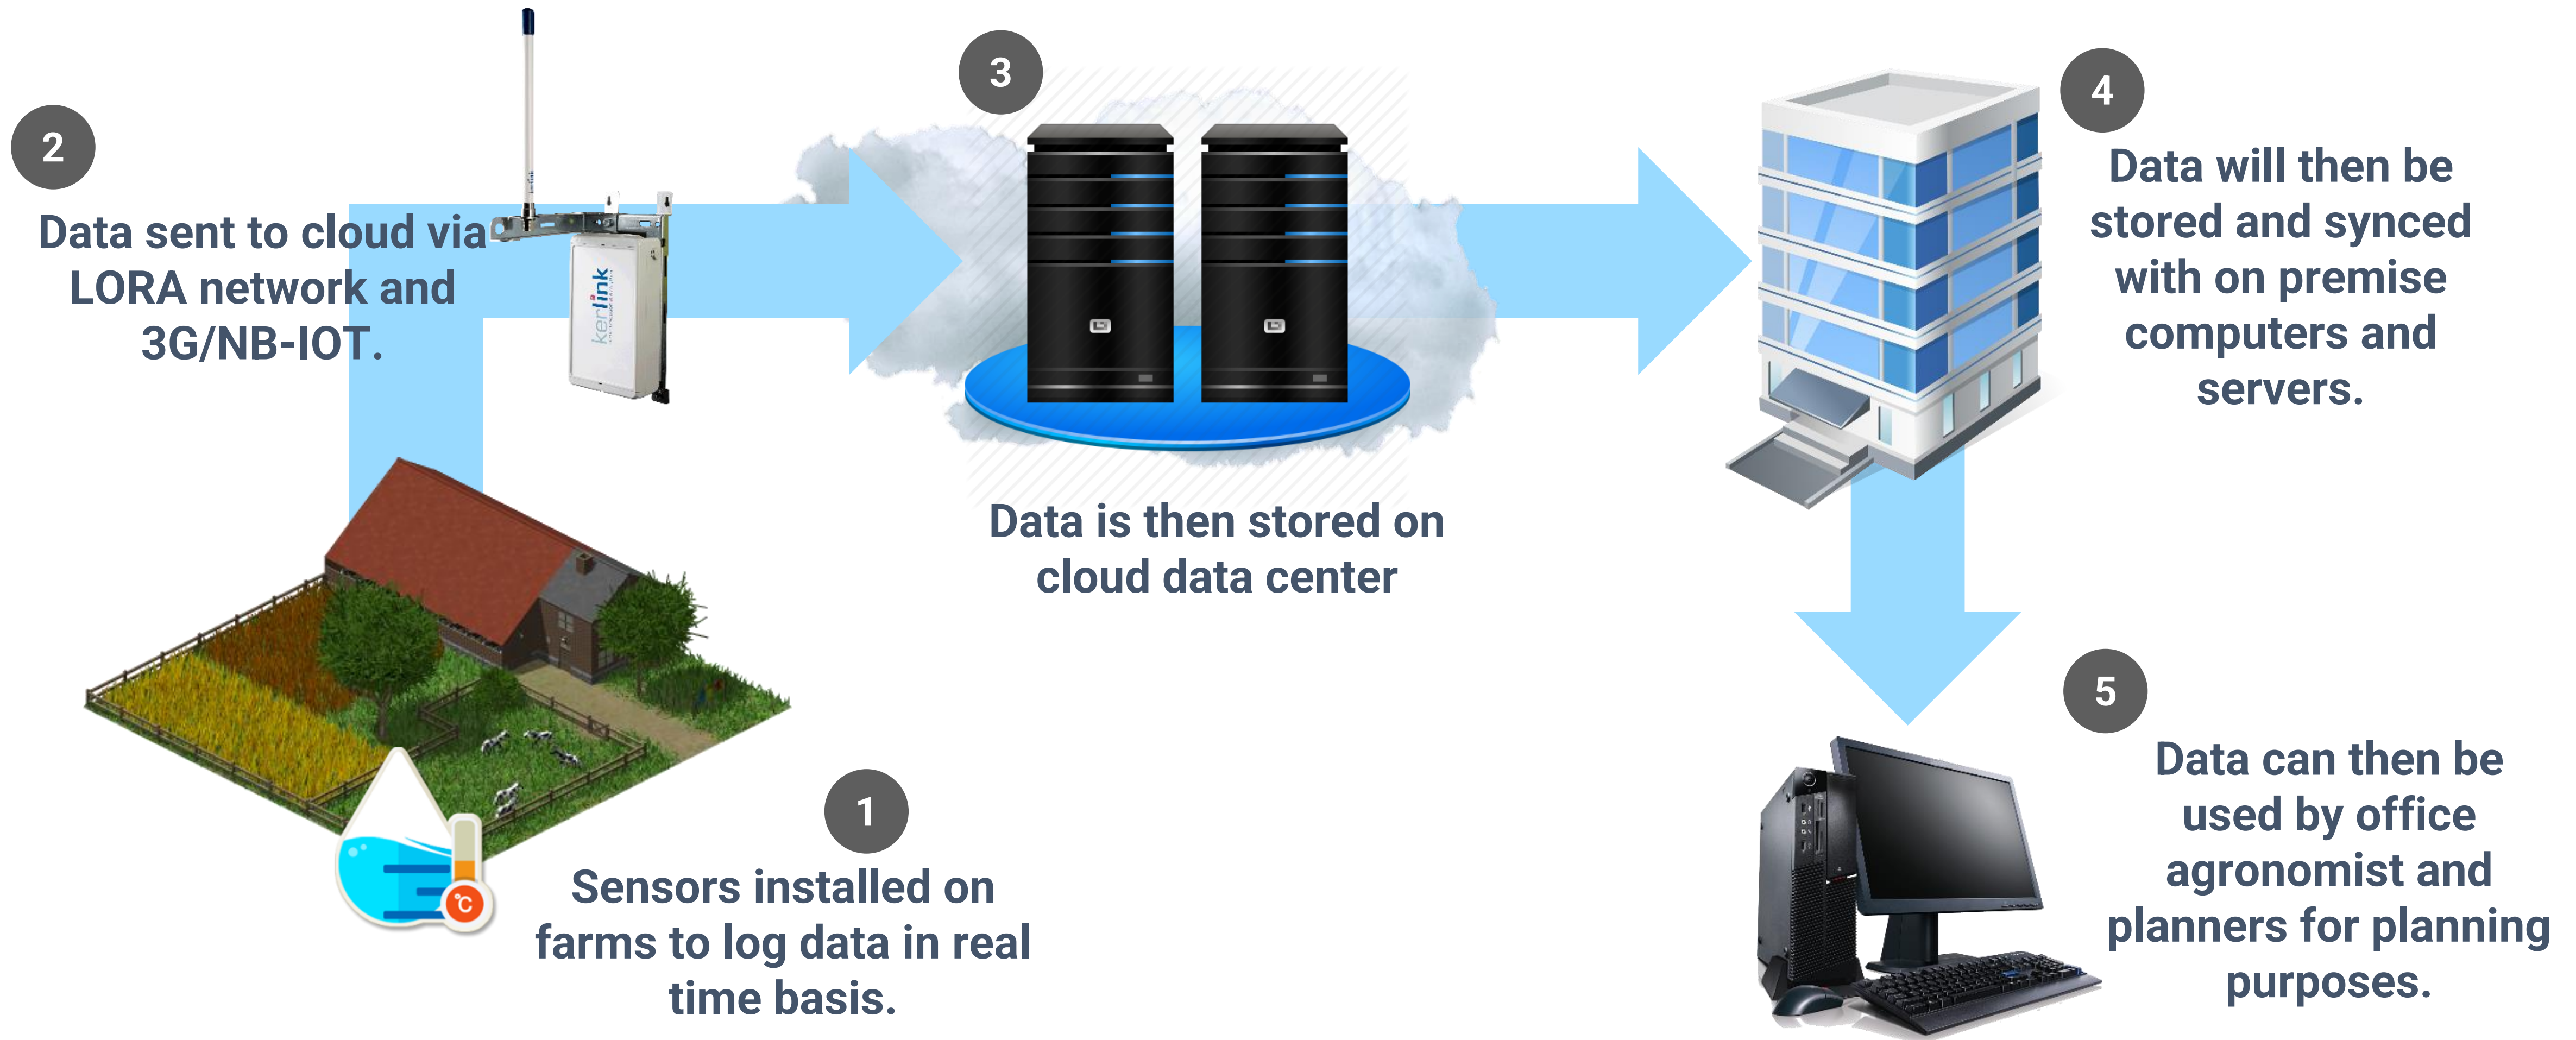 2
Data sent to cloud via
LORA network and
3G/NB-IOT.
kerlink
3
Data is then stored on
cloud data center
4
Data will then be
stored and synced
with on premise
computers and
servers.
1
Sensors installed on
farms to log data in real
time basis.
°C
5
Data can then be
used by office
agronomist and
planners for planning
purposes.